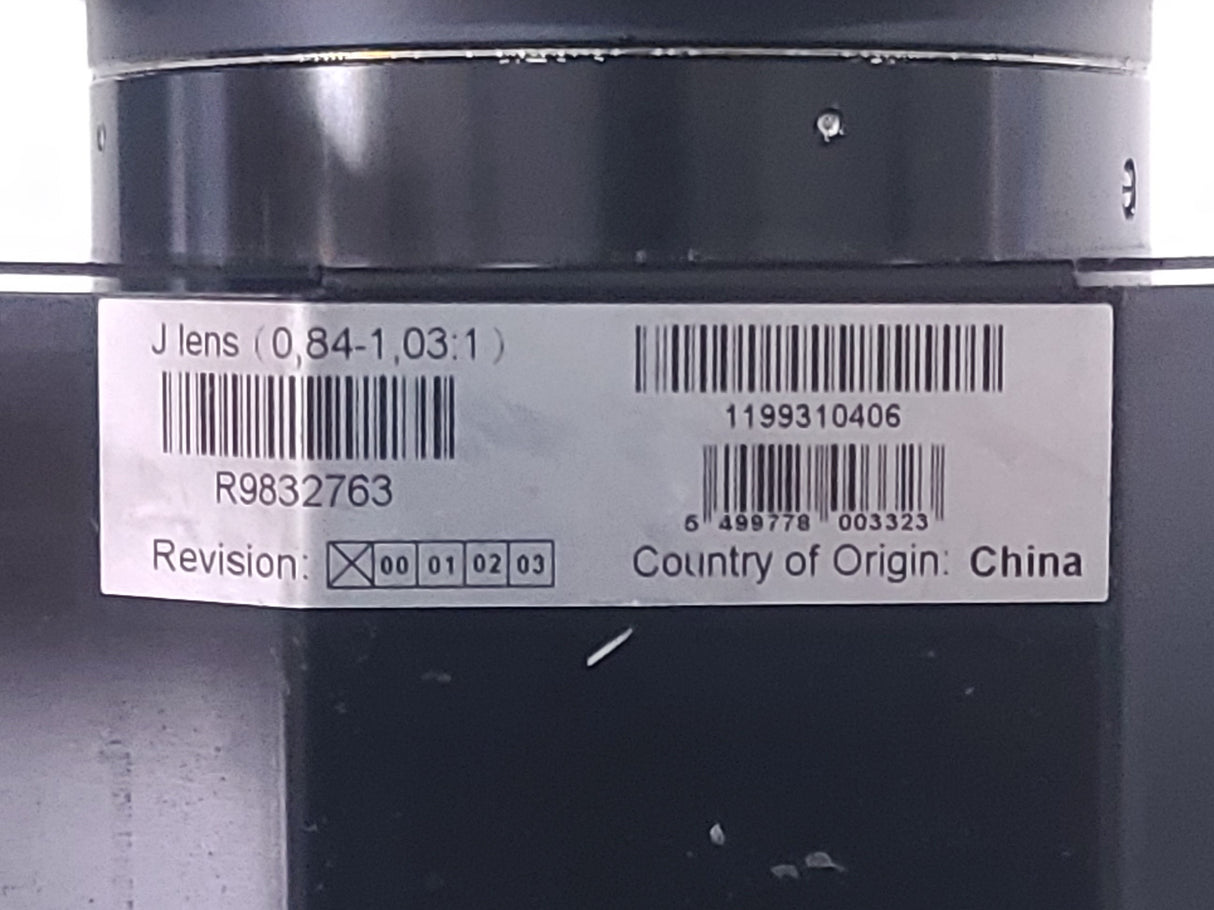 J lens (0,84-1,03:1)
R9832763
Revision: 00 01 02 03
1199310406
5 499778 003323
Country of Origin: China